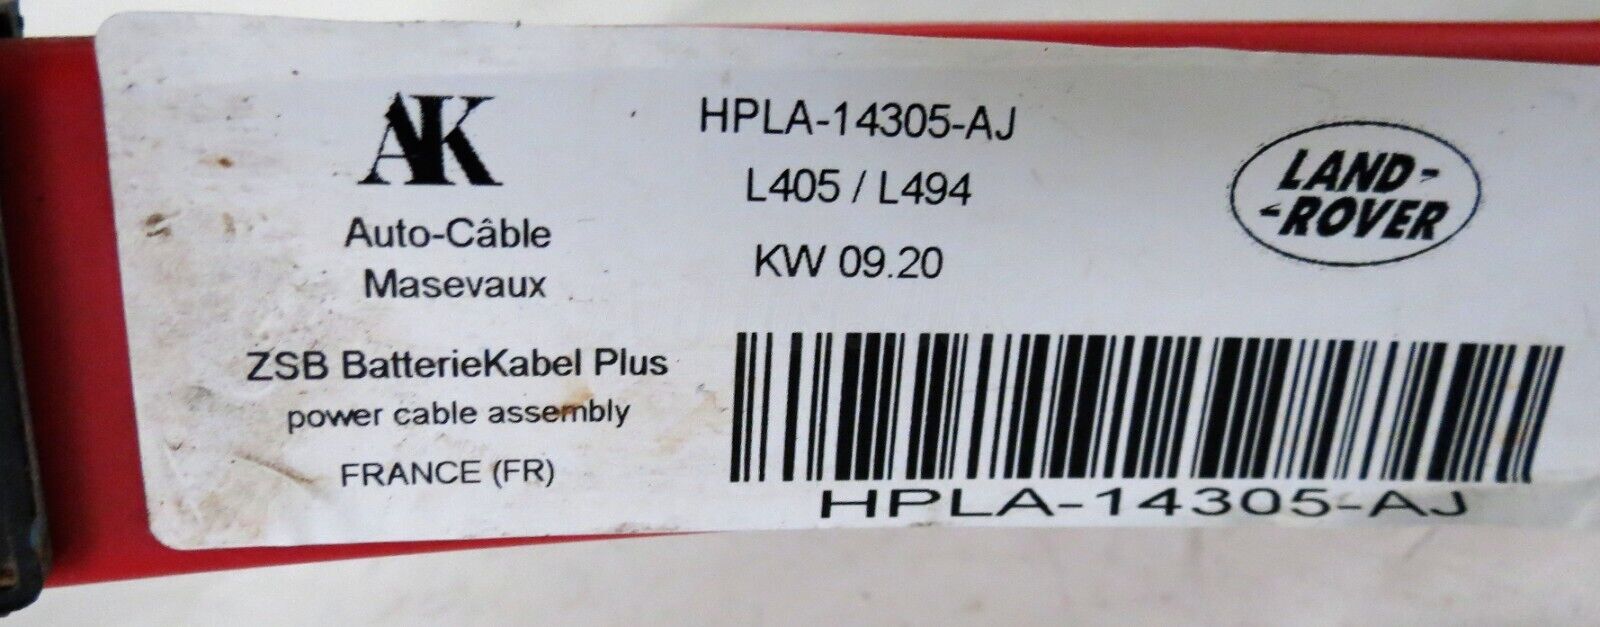 AK
Auto-Câble
Masevaux
ZSB BatterieKabel Plus
power cable assembly
FRANCE (FR)
HPLA-14305-AJ
L405 / L494
KW 09.20
LAND-
-ROVER
HPLA-14305-AJ